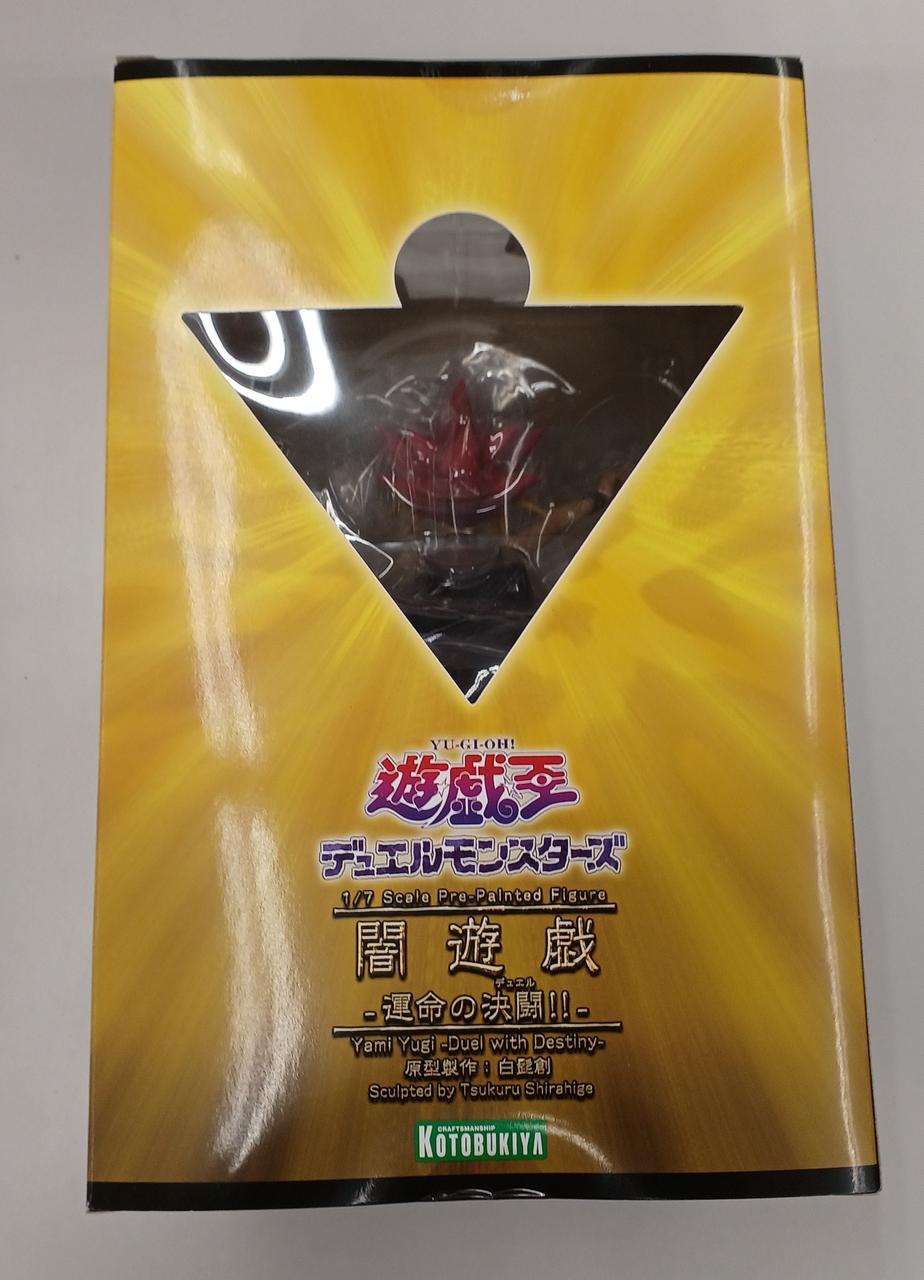 YU-GI-OH!
遊戯王
デュエルモンスターズ
1/7 Scale Pre-Painted Figure
闇遊戯
デュエル
-運命の決闘!!-
Yami Yugi -Duel with Destiny-
原型製作:白髭創
Sculpted by Tsukuru Shirahige
CRAFTSMANSHIP
KOTOBUKIYA